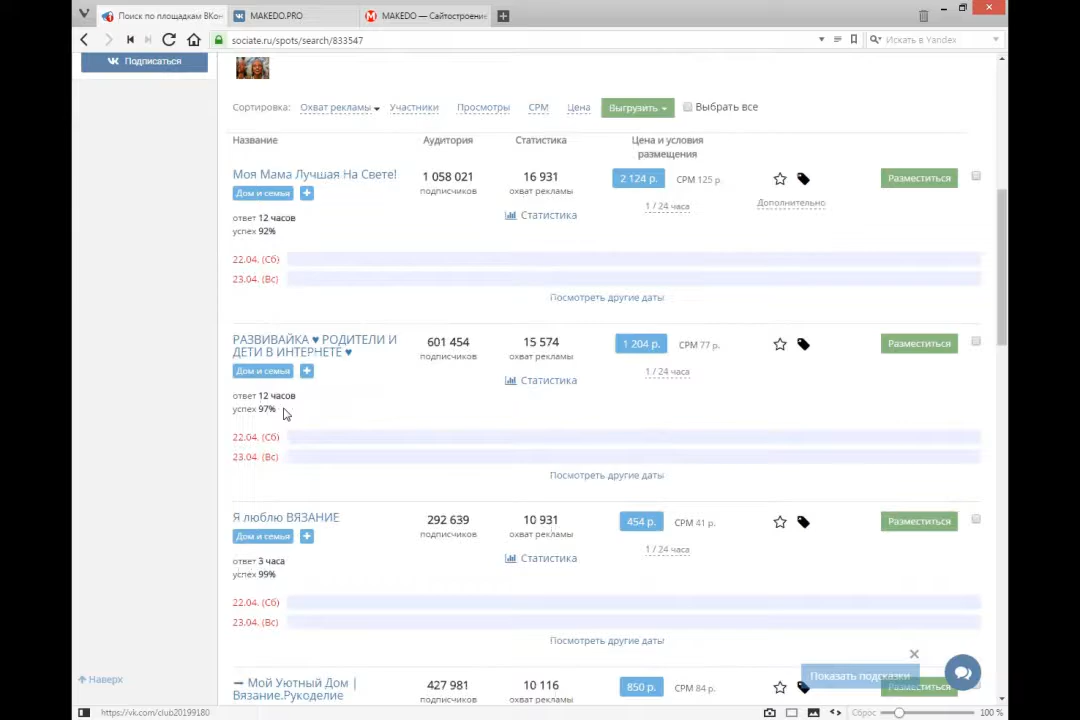 Поиск по площадкам ВКон
MAKEDO.PRO
MAKEDO — Сайтостроение
sociate.ru/spots/search/833547
Искать в Yandex
Подписаться
Сортировка: Охват рекламы Участники Просмотры CPM Цена Выгрузить Выбрать все
Название Аудитория Статистика Цена и условия размещения
Моя Мама Лучшая На Свете! 1 058 021 16 931 2 124 р. CPM 125 р. Разместиться
Дом и семья + подписчиков охват рекламы
1 / 24 часа Дополнительно
ответ 12 часов Статистика
успех 92%
22.04. (Сб)
23.04. (Вс)
Посмотреть другие даты
РАЗВИВАЙКА ♥ РОДИТЕЛИ И 601 454 15 574 1 204 р. CPM 77 р. Разместиться
ДЕТИ В ИНТЕРНЕТЕ ♥ подписчиков охват рекламы
Дом и семья + 1 / 24 часа
Статистика
ответ 12 часов
успех 97%
22.04. (Сб)
23.04. (Вс)
Посмотреть другие даты
Я люблю ВЯЗАНИЕ 292 639 10 931 454 р. CPM 41 р. Разместиться
Дом и семья + подписчиков охват рекламы
1 / 24 часа
ответ 3 часа Статистика
успех 99%
22.04. (Сб)
23.04. (Вс)
Посмотреть другие даты
— Мой Уютный Дом | 427 981 10 116 850 р. CPM 84 р. Разместиться
Вязание.Рукоделие подписчиков охват рекламы
Показать подсказки
Наверх
https://vk.com/club20199180
Сброс 100 %